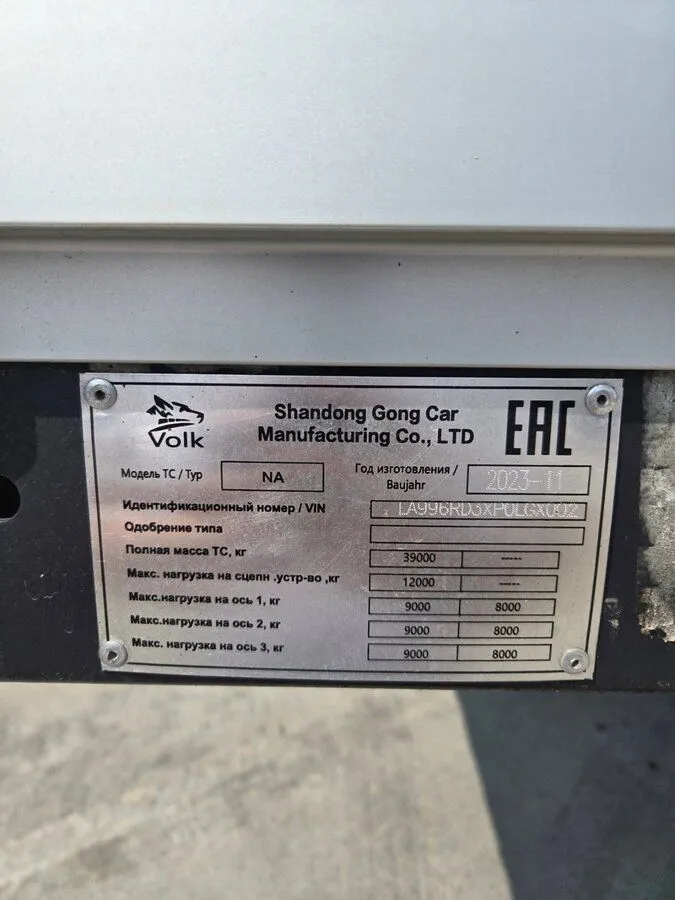 Volk
Shandong Gong Car
Manufacturing Co., LTD
EAC
Модель ТС / Typ NA
Год изготовления /
Baujahr
2023-11
Идентификационный номер / VIN LA996RD3XP0LGX002
Одобрение типа
Полная масса ТС, кг 39000 -----
Макс. нагрузка на сцепн .устр-во ,кг 12000 -----
Макс.нагрузка на ось 1, кг 9000 8000
Макс.нагрузка на ось 2, кг 9000 8000
Макс. нагрузка на ось 3, кг 9000 8000